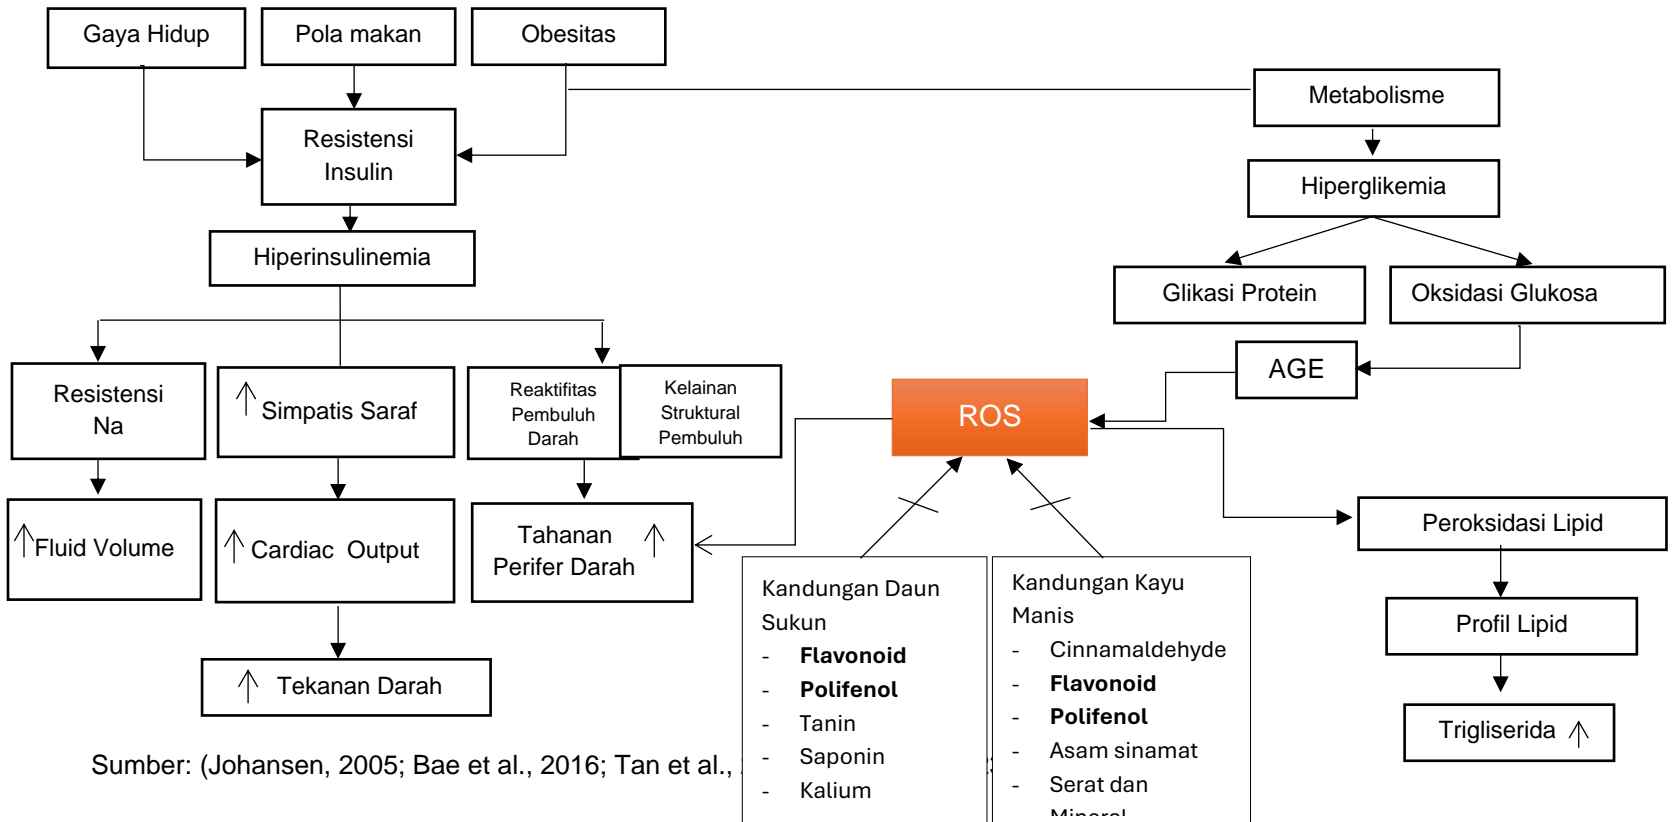 Gaya Hidup
Pola makan
Obesitas
Metabolisme
Resistensi
Insulin
Hiperglikemia
Hiperinsulinemia
Glikasi Protein
Oksidasi Glukosa
AGE
Resistensi
Na
↑ Simpatis Saraf
Reaktifitas
Pembuluh
Darah
Kelainan
Struktural
Pembuluh
ROS
↑ Fluid Volume
↑ Cardiac Output
Tahanan ↑
Perifer Darah
Peroksidasi Lipid
Kandungan Daun
Sukun
- Flavonoid
- Polifenol
- Tanin
- Saponin
- Kalium
Kandungan Kayu
Manis
- Cinnamaldehyde
- Flavonoid
- Polifenol
- Asam sinamat
- Serat dan
Mineral
Profil Lipid
↑ Tekanan Darah
Trigliserida ↑
Sumber: (Johansen, 2005; Bae et al., 2016; Tan et al.,